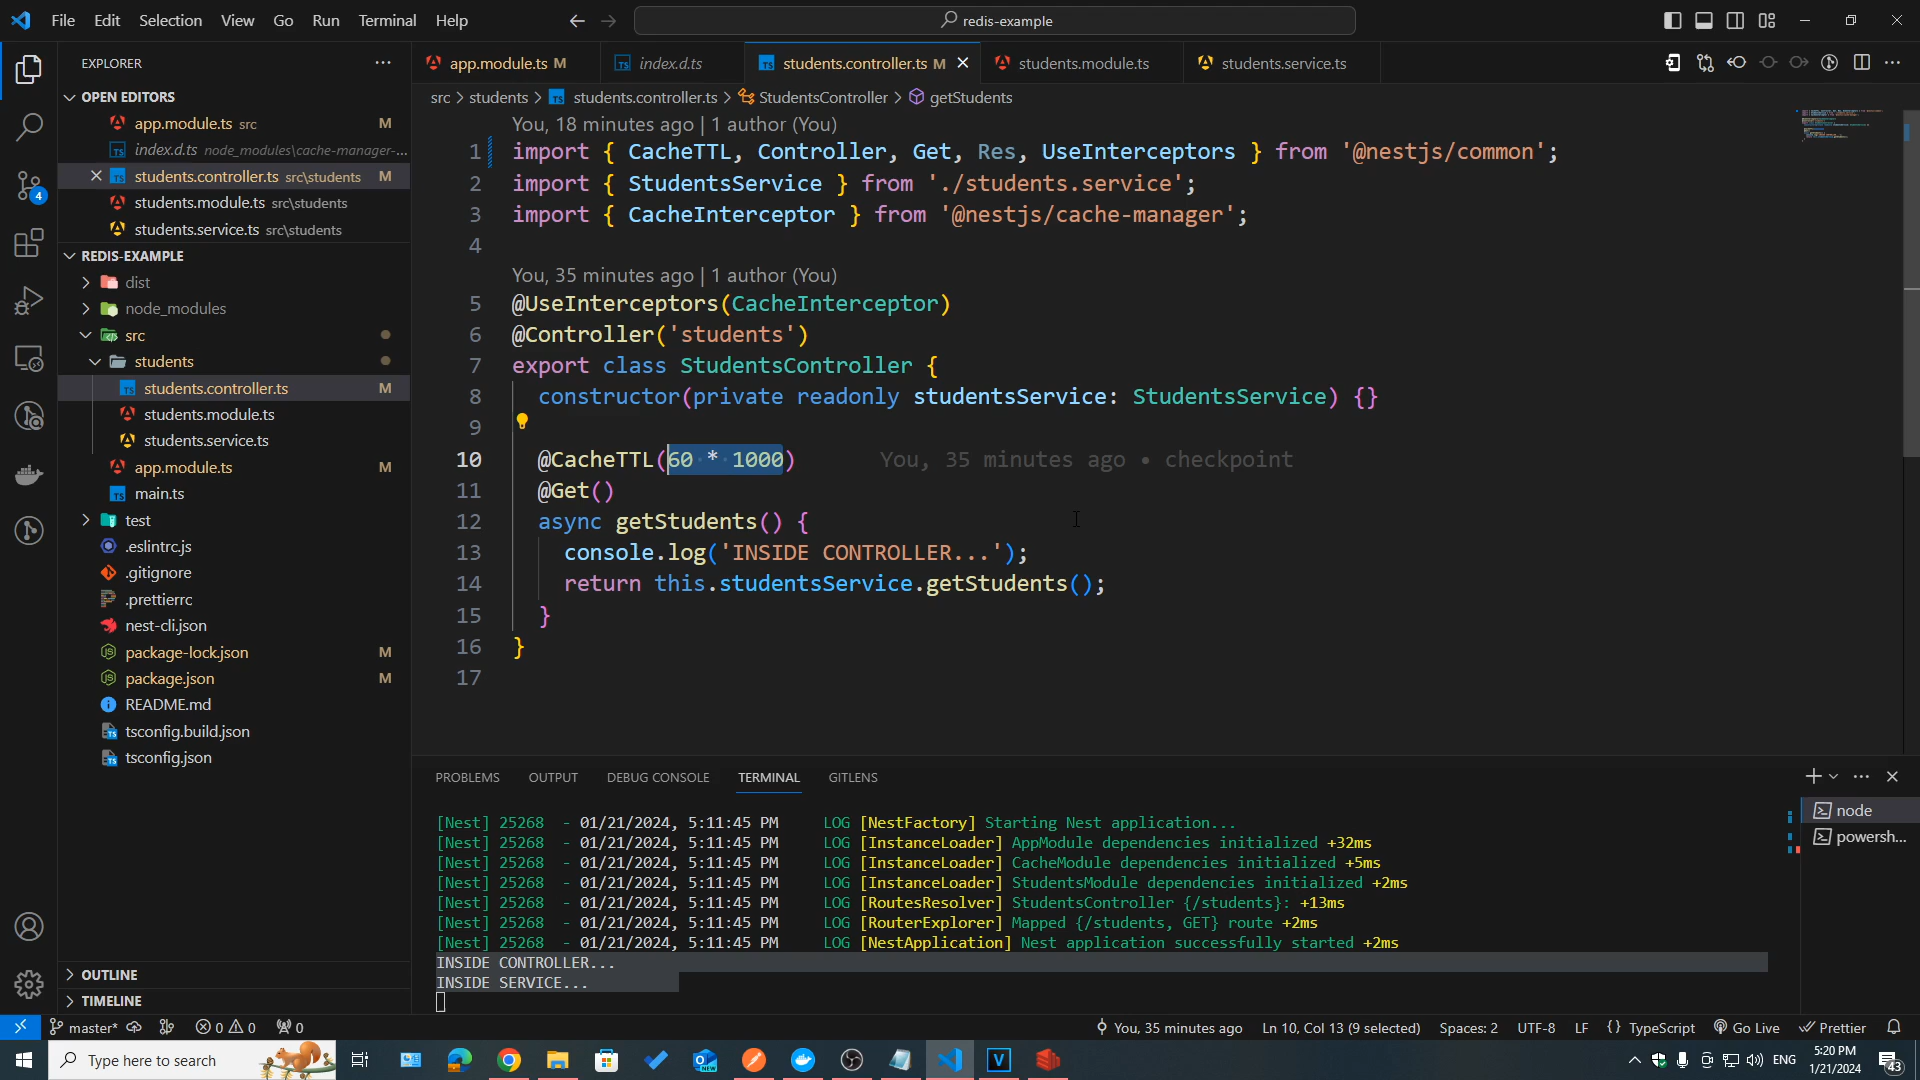 File Edit Selection View Go Run Terminal Help
redis-example
EXPLORER
OPEN EDITORS
app.module.ts src M
index.d.ts node_modules\cache-manager-...
students.controller.ts src\students M
students.module.ts src\students
students.service.ts src\students
REDIS-EXAMPLE
dist
node_modules
src
students
students.controller.ts M
students.module.ts
students.service.ts
app.module.ts M
main.ts
test
.eslintrc.js
.gitignore
.prettierrc
nest-cli.json
package-lock.json M
package.json M
README.md
tsconfig.build.json
tsconfig.json
OUTLINE
TIMELINE
4
app.module.ts M
index.d.ts
students.controller.ts M
students.module.ts
students.service.ts
src > students > students.controller.ts > StudentsController > getStudents
You, 18 minutes ago | 1 author (You)
1 import { CacheTTL, Controller, Get, Res, UseInterceptors } from '@nestjs/common';
2 import { StudentsService } from './students.service';
3 import { CacheInterceptor } from '@nestjs/cache-manager';
4
You, 35 minutes ago | 1 author (You)
5 @UseInterceptors(CacheInterceptor)
6 @Controller('students')
7 export class StudentsController {
8 constructor(private readonly studentsService: StudentsService) {}
9
10 @CacheTTL(60 * 1000) You, 35 minutes ago • checkpoint
11 @Get()
12 async getStudents() {
13 console.log('INSIDE CONTROLLER...');
14 return this.studentsService.getStudents();
15 }
16 }
17
PROBLEMS OUTPUT DEBUG CONSOLE TERMINAL GITLENS
[Nest] 25268 - 01/21/2024, 5:11:45 PM LOG [NestFactory] Starting Nest application...
[Nest] 25268 - 01/21/2024, 5:11:45 PM LOG [InstanceLoader] AppModule dependencies initialized +32ms
[Nest] 25268 - 01/21/2024, 5:11:45 PM LOG [InstanceLoader] CacheModule dependencies initialized +5ms
[Nest] 25268 - 01/21/2024, 5:11:45 PM LOG [InstanceLoader] StudentsModule dependencies initialized +2ms
[Nest] 25268 - 01/21/2024, 5:11:45 PM LOG [RoutesResolver] StudentsController {/students}: +13ms
[Nest] 25268 - 01/21/2024, 5:11:45 PM LOG [RouterExplorer] Mapped {/students, GET} route +2ms
[Nest] 25268 - 01/21/2024, 5:11:45 PM LOG [NestApplication] Nest application successfully started +2ms
INSIDE CONTROLLER...
INSIDE SERVICE...
node
powersh...
master* 0 0 0 You, 35 minutes ago Ln 10, Col 13 (9 selected) Spaces: 2 UTF-8 LF {} TypeScript Go Live Prettier
Type here to search
ENG
5:20 PM
1/21/2024
43